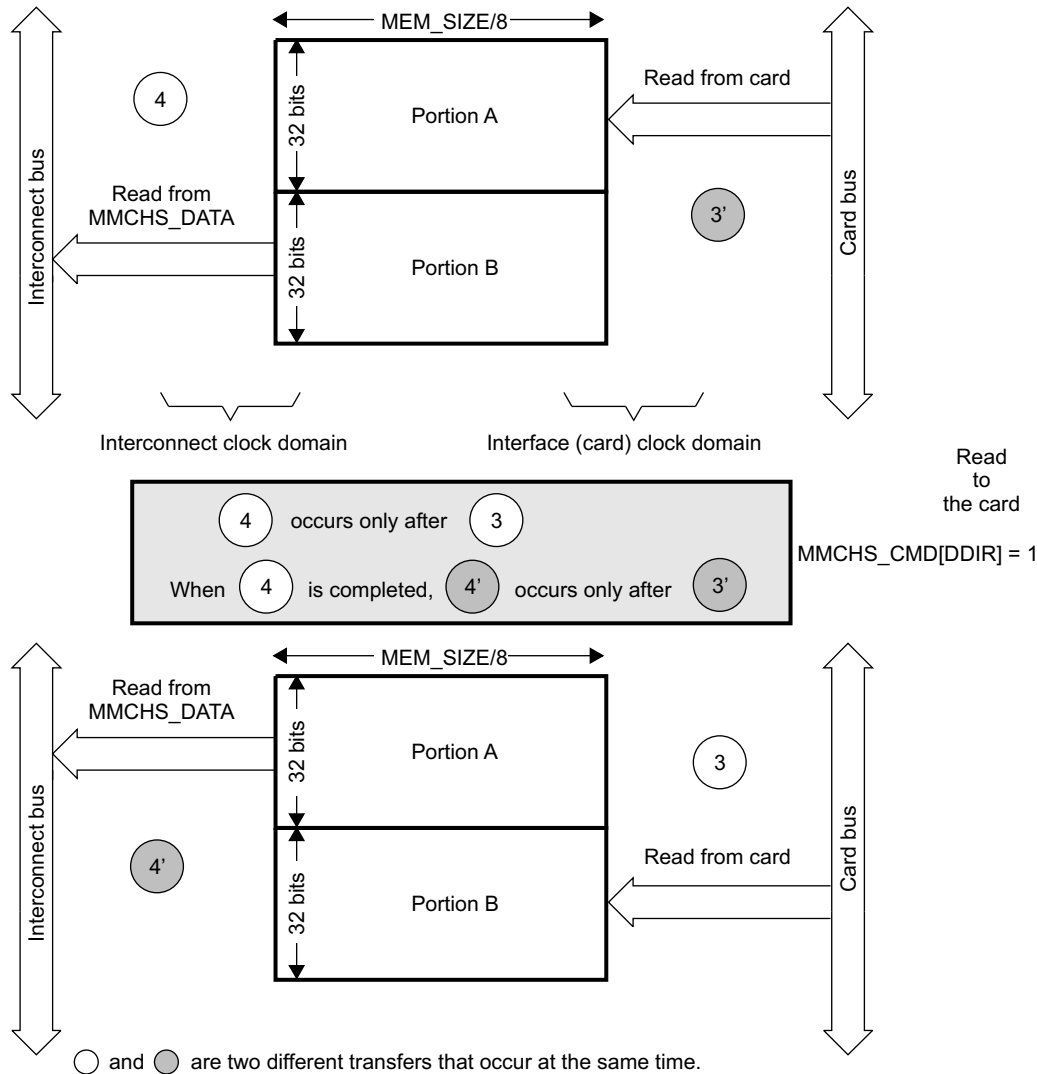 MEM_SIZE/8
Interconnect bus
4
Read from
MMCHS_DATA
32 bits
Portion A
32 bits
Portion B
Read from card
3’
Card bus
Interconnect clock domain
Interface (card) clock domain
Read
to
the card
MMCHS_CMD[DDIR] = 1
4 occurs only after 3
When 4 is completed, 4’ occurs only after 3’
MEM_SIZE/8
Interconnect bus
Read from
MMCHS_DATA
4’
32 bits
Portion A
32 bits
Portion B
3
Read from card
Card bus
and are two different transfers that occur at the same time.